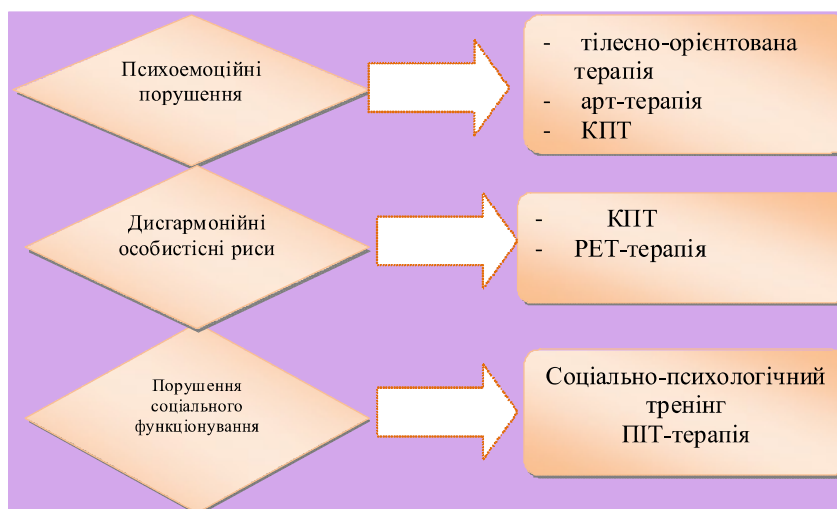 Психоемоційні
порушення
- тілесно-орієнтована
терапія
- арт-терапія
- КПТ
Дисгармонійні
особистісні риси
- КПТ
- РЕТ-терапія
Порушення
соціального
функціонування
Соціально-психологічний
тренінг
ПІТ-терапія